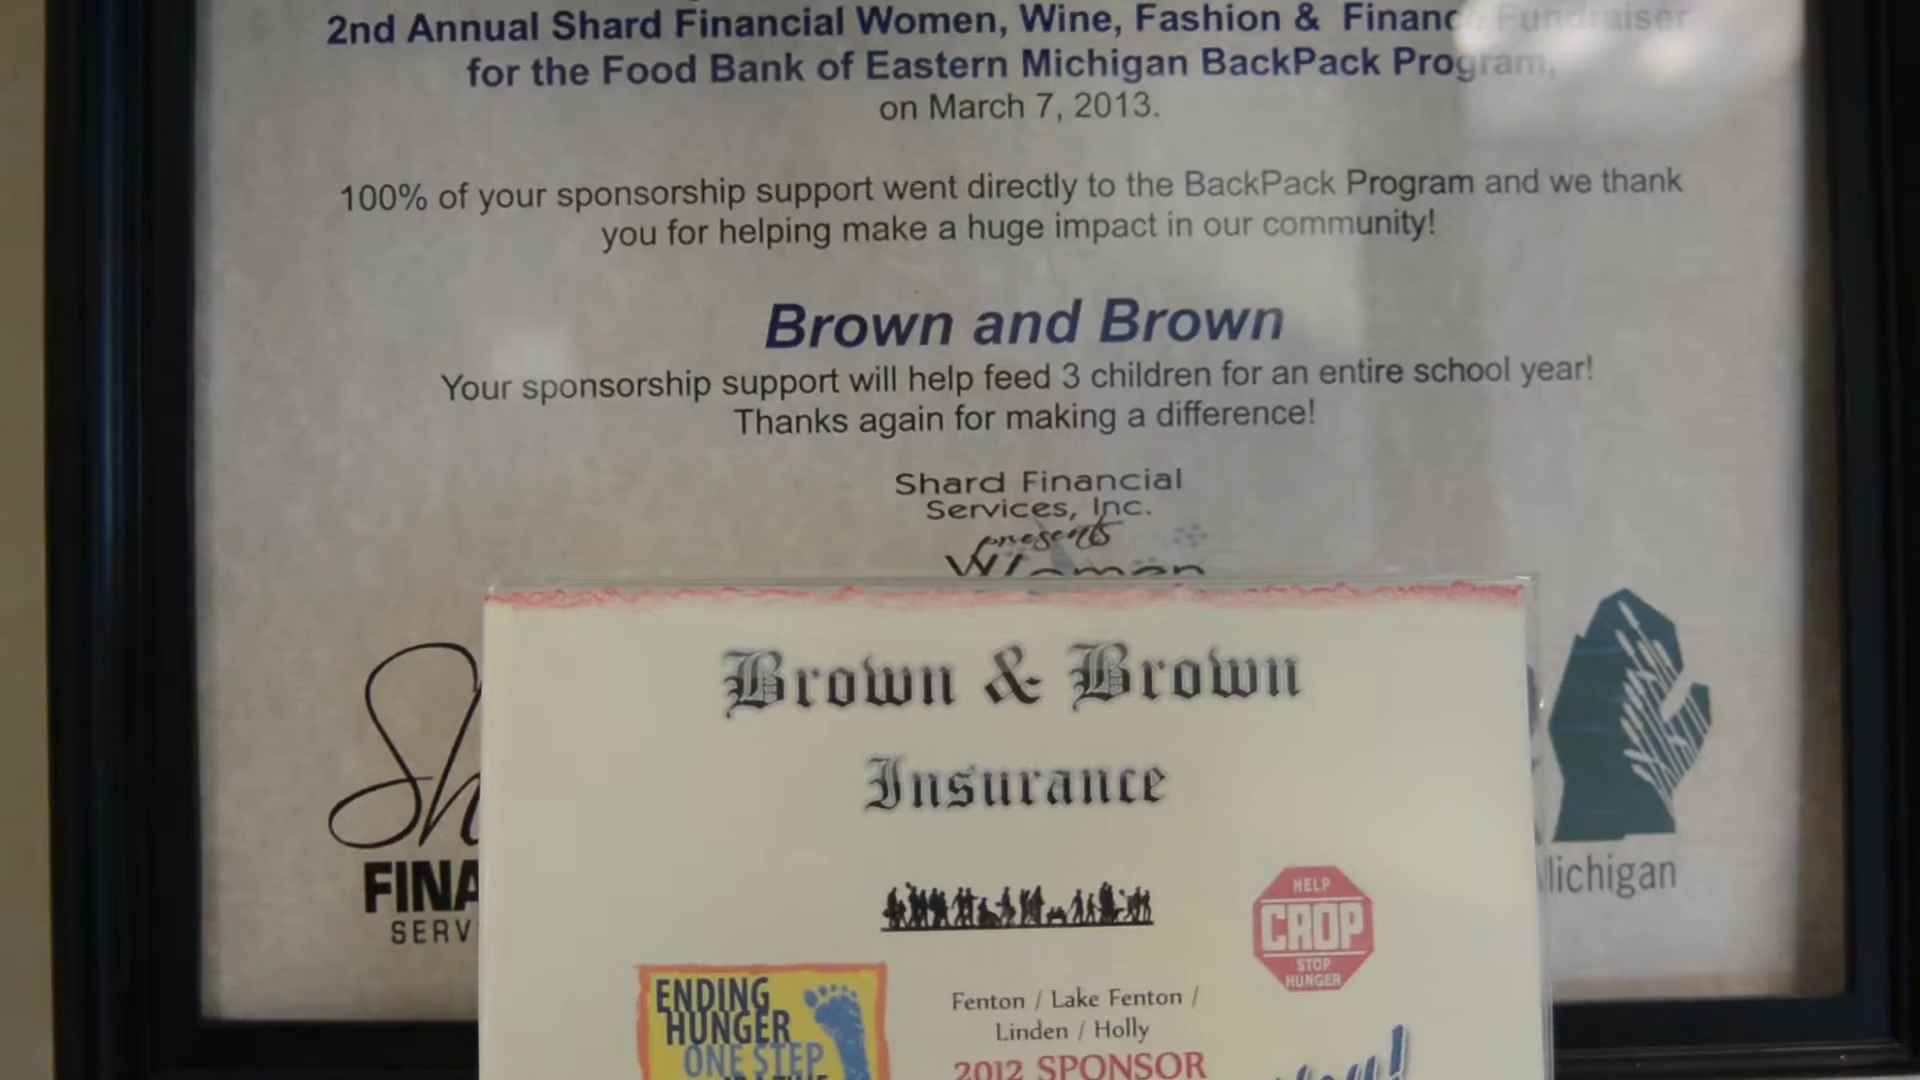 2nd Annual Shard Financial Women, Wine, Fashion & Finance Fundraiser
for the Food Bank of Eastern Michigan BackPack Program,
on March 7, 2013.
100% of your sponsorship support went directly to the BackPack Program and we thank
you for helping make a huge impact in our community!
Brown and Brown
Your sponsorship support will help feed 3 children for an entire school year!
Thanks again for making a difference!
Shard Financial
Services, Inc.
presents
Brown & Brown
Insurance
Sh
FINA
SERV
Michigan
HELP
CROP
STOP
HUNGER
ENDING
HUNGER
ONE STEP
Fenton / Lake Fenton /
Linden / Holly
2012 SPONSOR